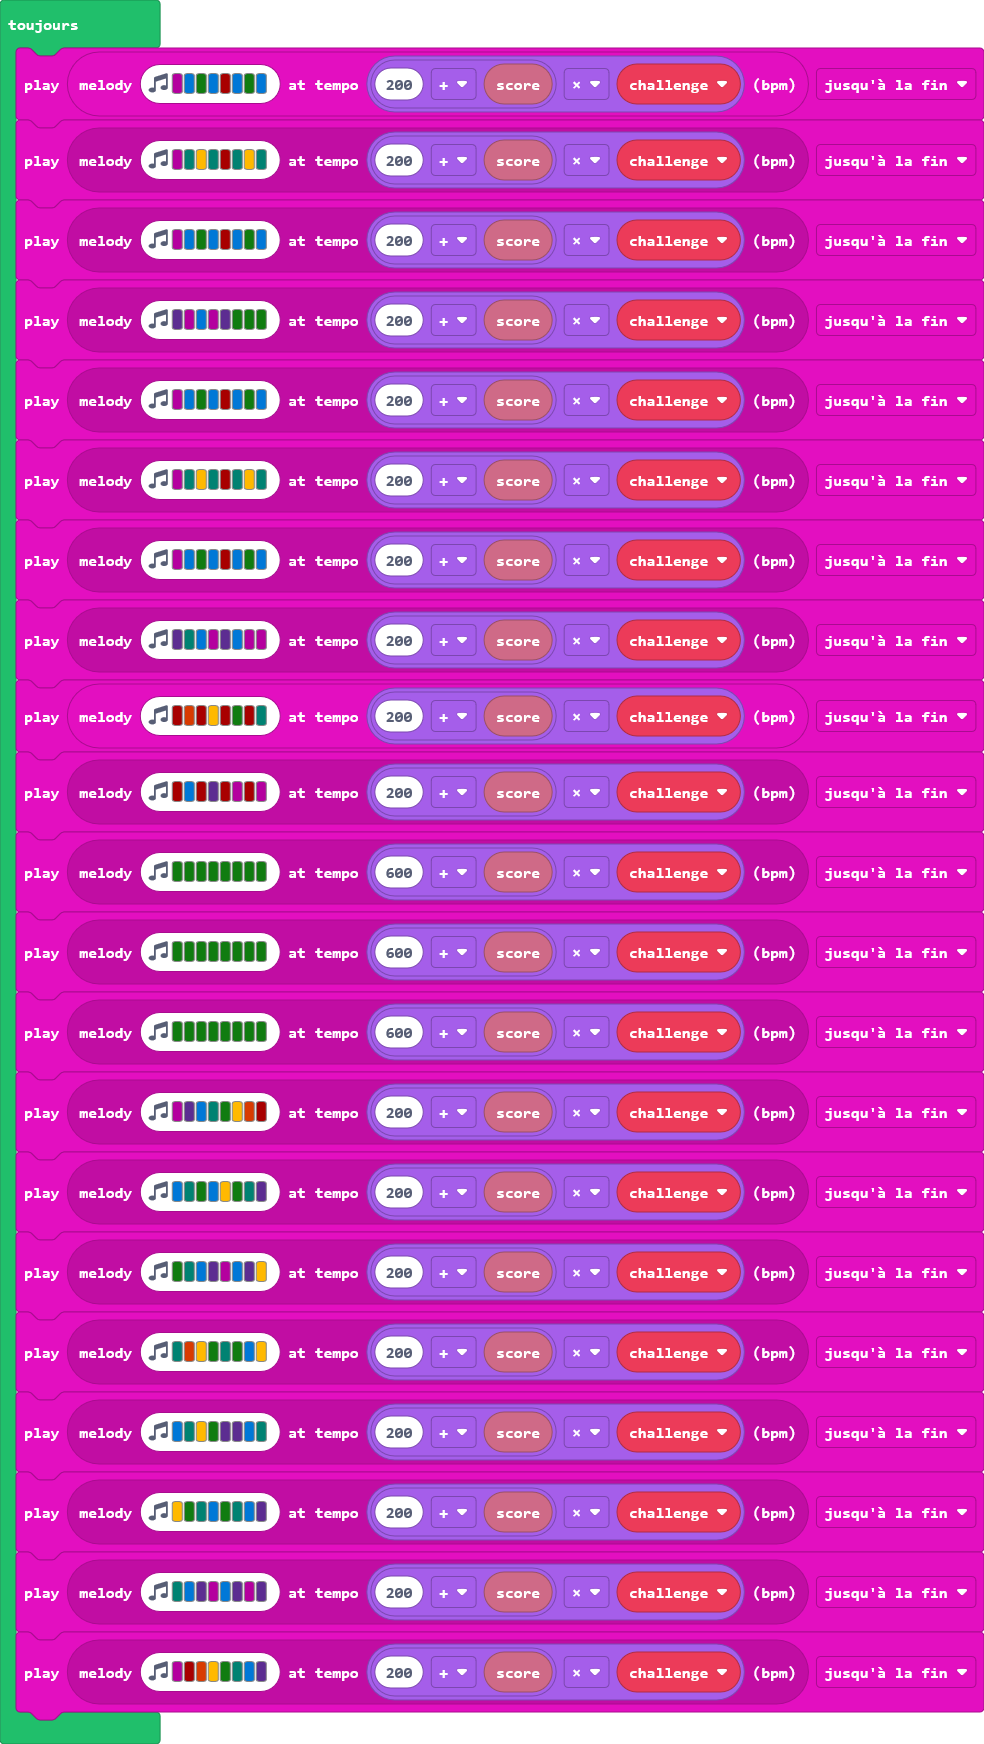 toujours
play melody at tempo 200 + score × challenge (bpm) jusqu'à la fin
play melody at tempo 200 + score × challenge (bpm) jusqu'à la fin
play melody at tempo 200 + score × challenge (bpm) jusqu'à la fin
play melody at tempo 200 + score × challenge (bpm) jusqu'à la fin
play melody at tempo 200 + score × challenge (bpm) jusqu'à la fin
play melody at tempo 200 + score × challenge (bpm) jusqu'à la fin
play melody at tempo 200 + score × challenge (bpm) jusqu'à la fin
play melody at tempo 200 + score × challenge (bpm) jusqu'à la fin
play melody at tempo 200 + score × challenge (bpm) jusqu'à la fin
play melody at tempo 200 + score × challenge (bpm) jusqu'à la fin
play melody at tempo 600 + score × challenge (bpm) jusqu'à la fin
play melody at tempo 600 + score × challenge (bpm) jusqu'à la fin
play melody at tempo 600 + score × challenge (bpm) jusqu'à la fin
play melody at tempo 200 + score × challenge (bpm) jusqu'à la fin
play melody at tempo 200 + score × challenge (bpm) jusqu'à la fin
play melody at tempo 200 + score × challenge (bpm) jusqu'à la fin
play melody at tempo 200 + score × challenge (bpm) jusqu'à la fin
play melody at tempo 200 + score × challenge (bpm) jusqu'à la fin
play melody at tempo 200 + score × challenge (bpm) jusqu'à la fin
play melody at tempo 200 + score × challenge (bpm) jusqu'à la fin
play melody at tempo 200 + score × challenge (bpm) jusqu'à la fin